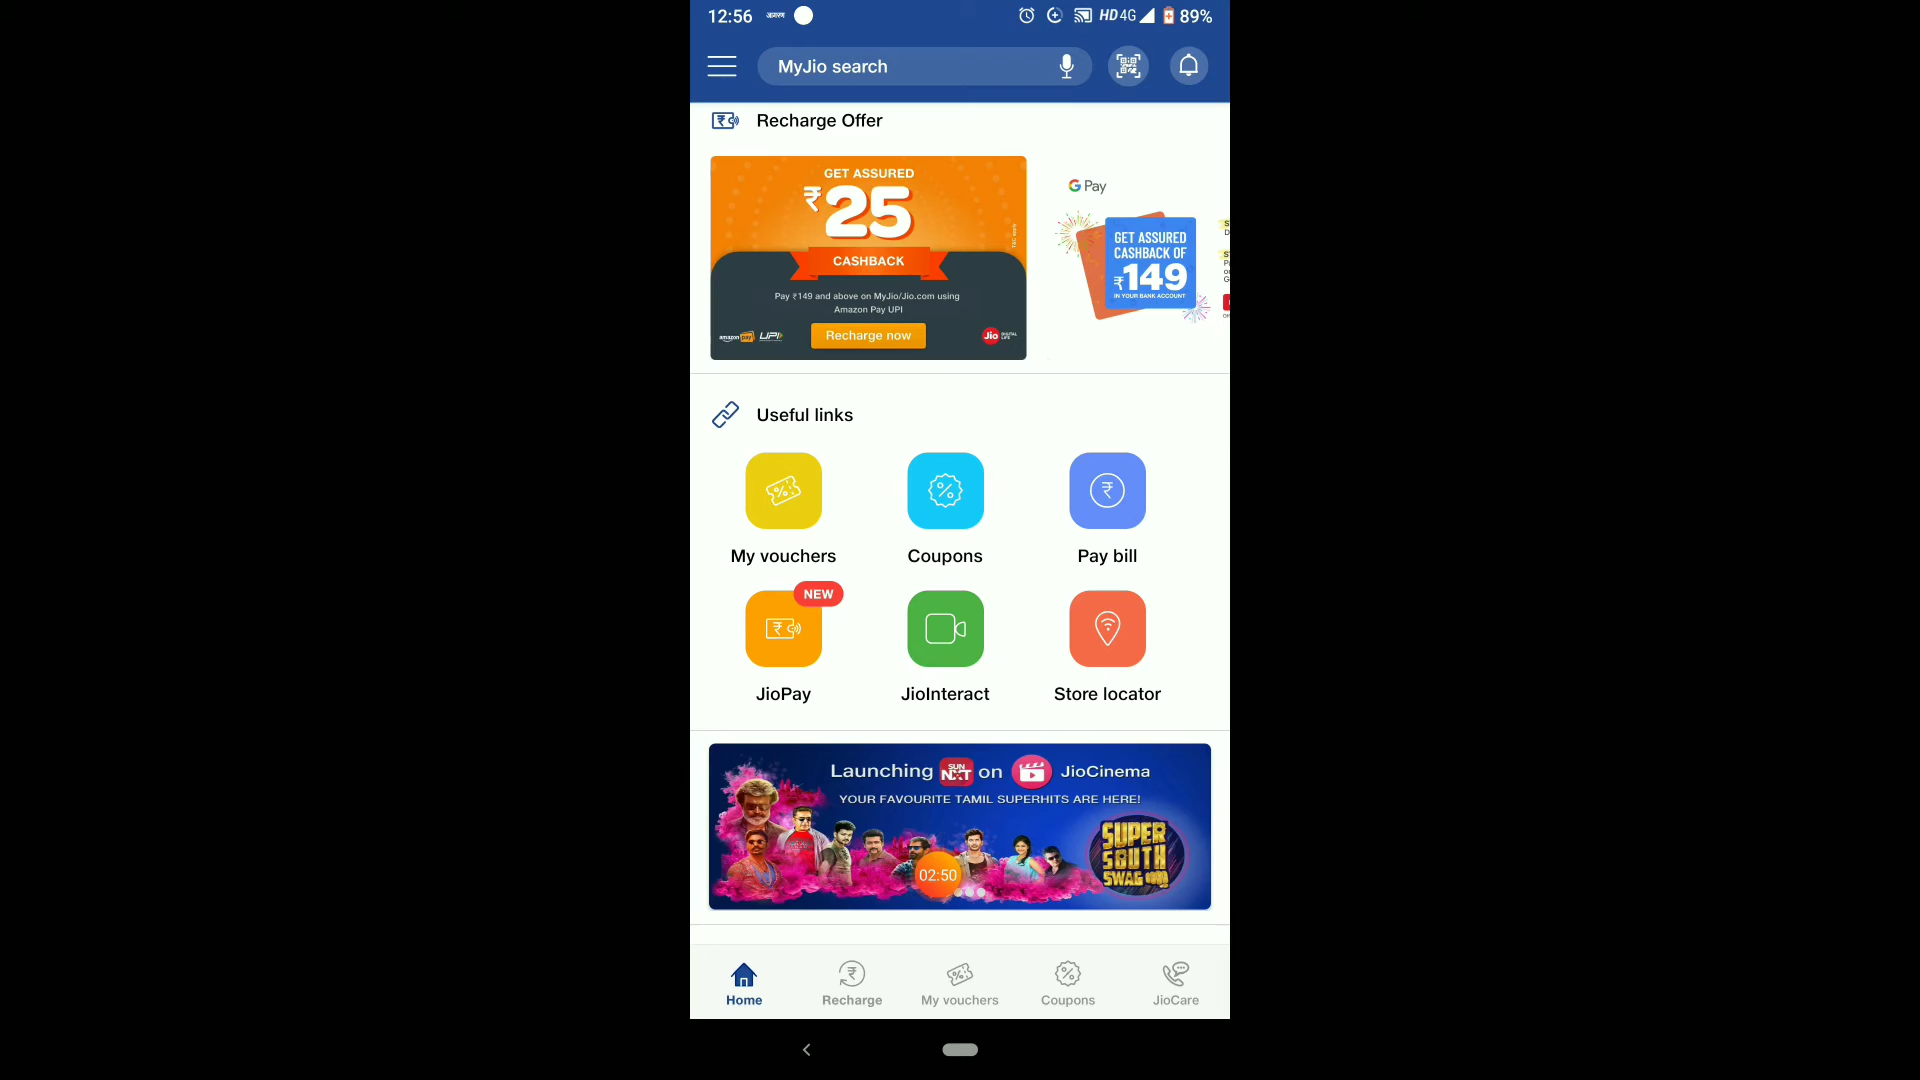 12:56
HD 4G 89%
MyJio search
Recharge Offer
GET ASSURED
₹25
CASHBACK
Pay ₹149 and above on MyJio/Jio.com using
Amazon Pay UPI
amazon pay UPI
Recharge now
Jio DIGITAL LIFE
G Pay
GET ASSURED
CASHBACK OF
₹149
IN YOUR BANK ACCOUNT
Useful links
My vouchers Coupons Pay bill
NEW
JioPay JioInteract Store locator
Launching SUN NXT on JioCinema
YOUR FAVOURITE TAMIL SUPERHITS ARE HERE!
SUPER
SOUTH
SWAG
02:50
Home Recharge My vouchers Coupons JioCare